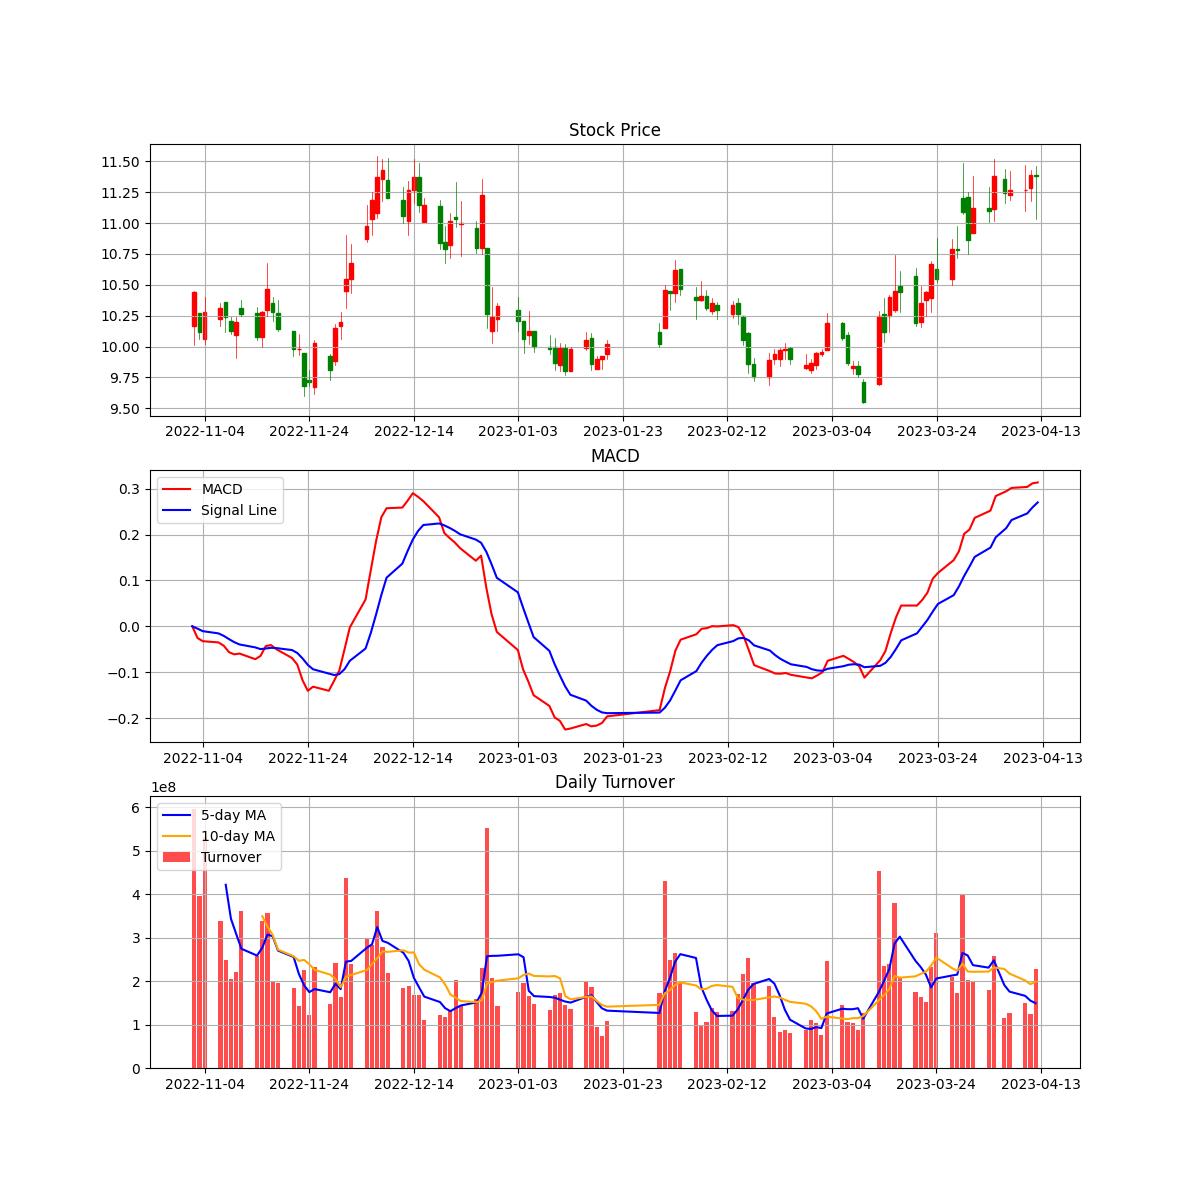 Stock Price
11.50
11.25
11.00
10.75
10.50
10.25
10.00
9.75
9.50
2022-11-04 2022-11-24 2022-12-14 2023-01-03 2023-01-23 2023-02-12 2023-03-04 2023-03-24 2023-04-13
MACD
0.3
0.2
0.1
0.0
−0.1
−0.2
MACD
Signal Line
2022-11-04 2022-11-24 2022-12-14 2023-01-03 2023-01-23 2023-02-12 2023-03-04 2023-03-24 2023-04-13
Daily Turnover
1e8
6
5
4
3
2
1
0
5-day MA
10-day MA
Turnover
2022-11-04 2022-11-24 2022-12-14 2023-01-03 2023-01-23 2023-02-12 2023-03-04 2023-03-24 2023-04-13